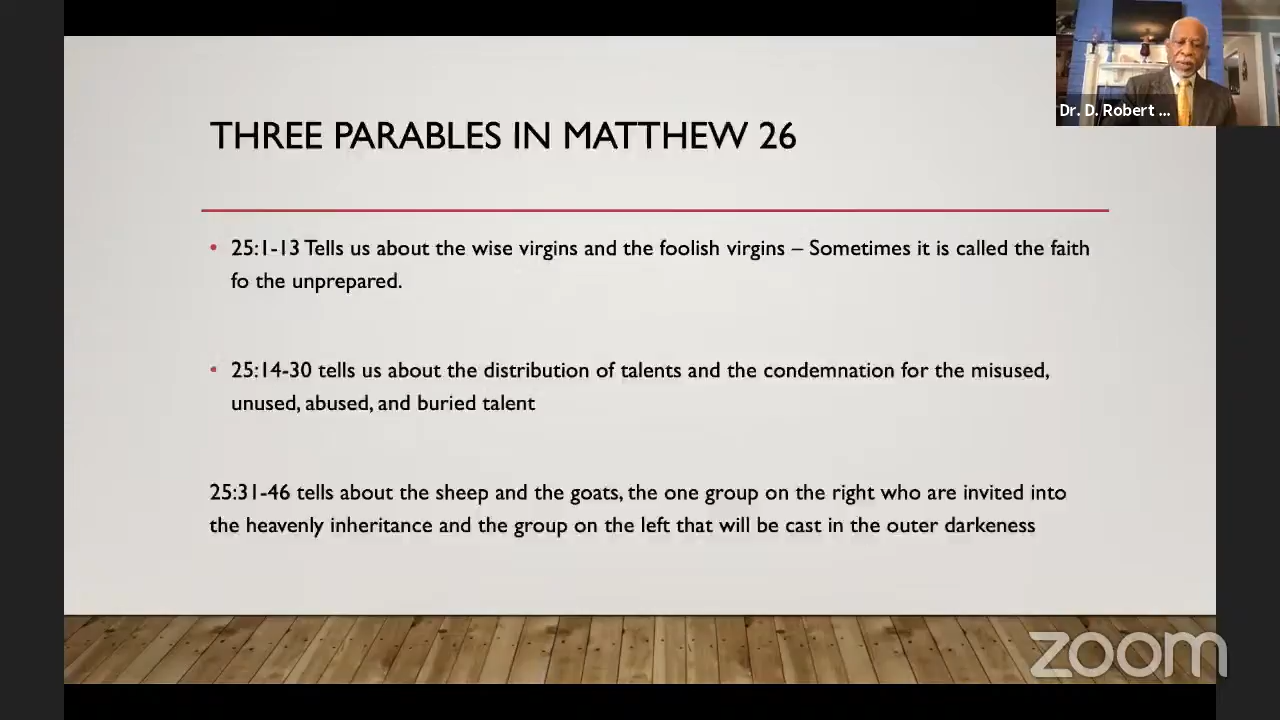 Dr. D. Robert ...
THREE PARABLES IN MATTHEW 26
• 25:1-13 Tells us about the wise virgins and the foolish virgins – Sometimes it is called the faith
fo the unprepared.
• 25:14-30 tells us about the distribution of talents and the condemnation for the misused,
unused, abused, and buried talent
25:31-46 tells about the sheep and the goats, the one group on the right who are invited into
the heavenly inheritance and the group on the left that will be cast in the outer darkeness
zoom